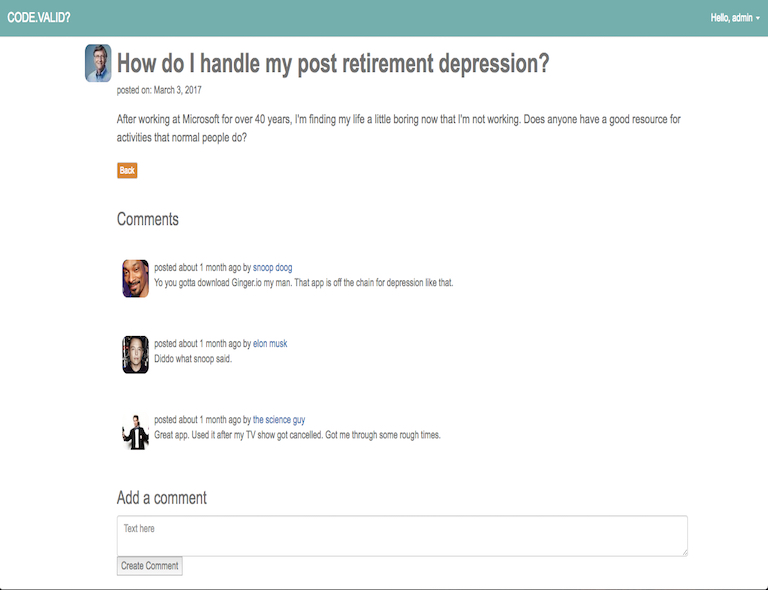 CODE.VALID?
Hello, admin
How do I handle my post retirement depression?
posted on: March 3, 2017
After working at Microsoft for over 40 years, I'm finding my life a little boring now that I'm not working. Does anyone have a good resource for
activities that normal people do?
Back
Comments
posted about 1 month ago by snoop doog
Yo you gotta download Ginger.io my man. That app is off the chain for depression like that.
posted about 1 month ago by elon musk
Diddo what snoop said.
posted about 1 month ago by the science guy
Great app. Used it after my TV show got cancelled. Got me through some rough times.
Add a comment
Text here
Create Comment